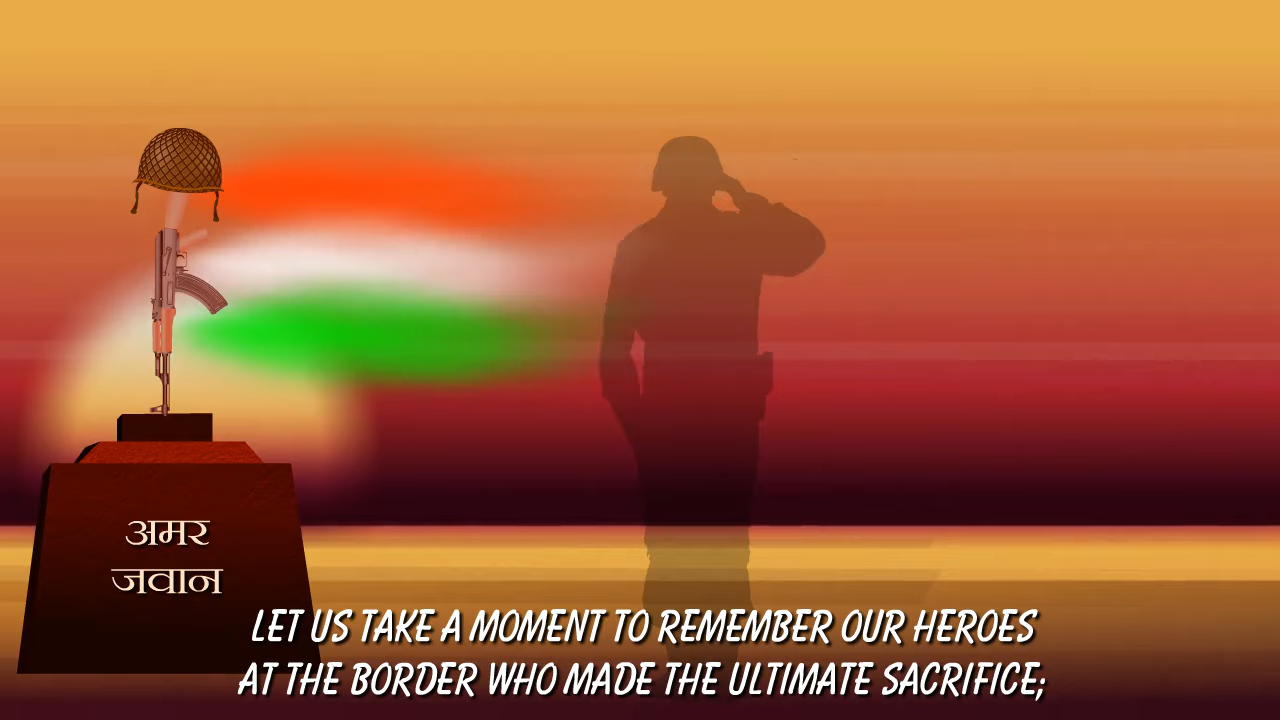 अमर
जवान
LET US TAKE A MOMENT TO REMEMBER OUR HEROES
AT THE BORDER WHO MADE THE ULTIMATE SACRIFICE;